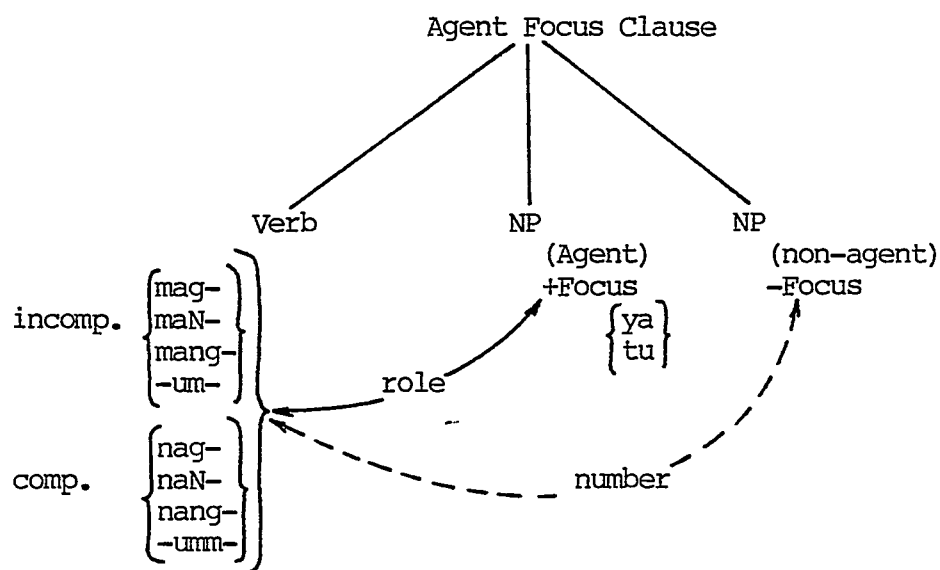 Agent Focus Clause
Verb NP NP
(Agent) (non-agent)
+Focus -Focus
incomp.
mag-
maN-
mang-
-um-
ya
tu
role
comp.
nag-
naN-
nang-
-umm-
number